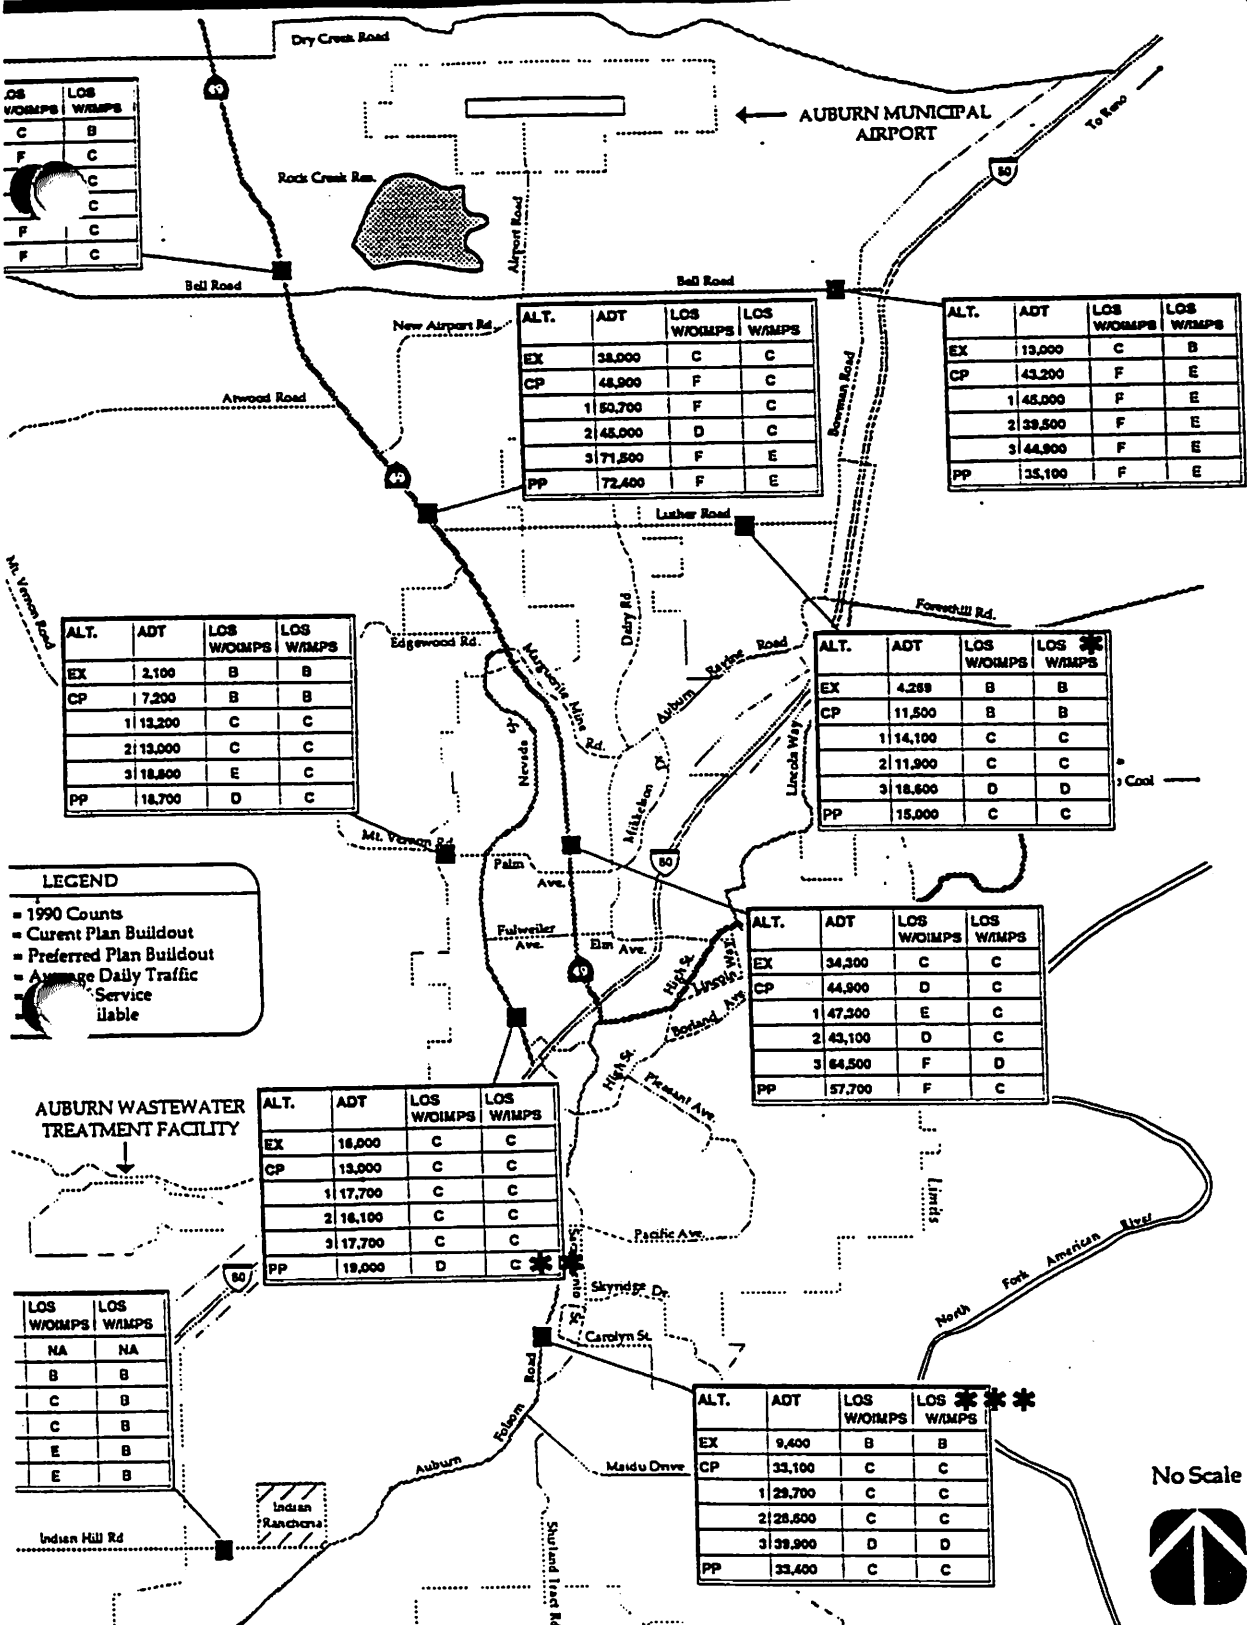 Dry Creek Road
49
LOS LOS
W/OIMPS W/IMPS
C B
F C
C
C
F C
F C
AUBURN MUNICIPAL
AIRPORT
To Reno
80
Rock Creek Res.
Airport Road
Bell Road
Bell Road
New Airport Rd.
ALT. ADT LOS LOS
W/OIMPS W/IMPS
EX 38,000 C C
CP 48,900 F C
1 50,700 F C
2 45,000 D C
3 71,500 F E
PP 72,400 F E
ALT. ADT LOS LOS
W/OIMPS W/IMPS
EX 13,000 C B
CP 43,200 F E
1 45,000 F E
2 39,500 F E
3 44,900 F E
PP 35,100 F E
Bowman Road
Atwood Road
49
Luther Road
Mt. Vernon Road
Foresthill Rd.
Dairy Rd
Edgewood Rd.
Marguerite Mine Rd.
Auburn Ravine Road
ALT. ADT LOS LOS
W/OIMPS W/IMPS
EX 2,100 B B
CP 7,200 B B
1 13,200 C C
2 13,000 C C
3 18,800 E C
PP 18,700 D C
ALT. ADT LOS LOS *
W/OIMPS W/IMPS
EX 4,259 B B
CP 11,500 B B
1 14,100 C C
2 11,900 C C
3 18,600 D D
PP 15,000 C C
Nevada St.
Lincoln Way
Cool
Mikkelson Dr.
Mt. Vernon Rd
Palm
Ave.
80
LEGEND
= 1990 Counts
= Curent Plan Buildout
= Preferred Plan Buildout
= Average Daily Traffic
= Service
= ilable
Fulweiler
Ave.
Elm
Ave.
49
High St.
Lincoln Way
Borland Ave
ALT. ADT LOS LOS
W/OIMPS W/IMPS
EX 34,300 C C
CP 44,900 D C
1 47,300 E C
2 43,100 D C
3 64,500 F D
PP 57,700 F C
High St.
Pleasant Ave.
AUBURN WASTEWATER
TREATMENT FACILITY
ALT. ADT LOS LOS
W/OIMPS W/IMPS
EX 16,000 C C
CP 13,000 C C
1 17,700 C C
2 16,100 C C
3 17,700 C C
PP 19,000 D C * *
Limits
Pacific Ave.
Sacramento St.
North Fork American River
80
Skyridge Dr.
Carolyn St.
LOS LOS
W/OIMPS W/IMPS
NA NA
B B
C B
C B
E B
E B
Auburn Folsom Road
Maidu Drive
ALT. ADT LOS LOS * * *
W/OIMPS W/IMPS
EX 9,400 B B
CP 33,100 C C
1 29,700 C C
2 28,600 C C
3 39,900 D D
PP 33,400 C C
No Scale
Indian
Rancheria
Indian Hill Rd
Shirland Tract Rd